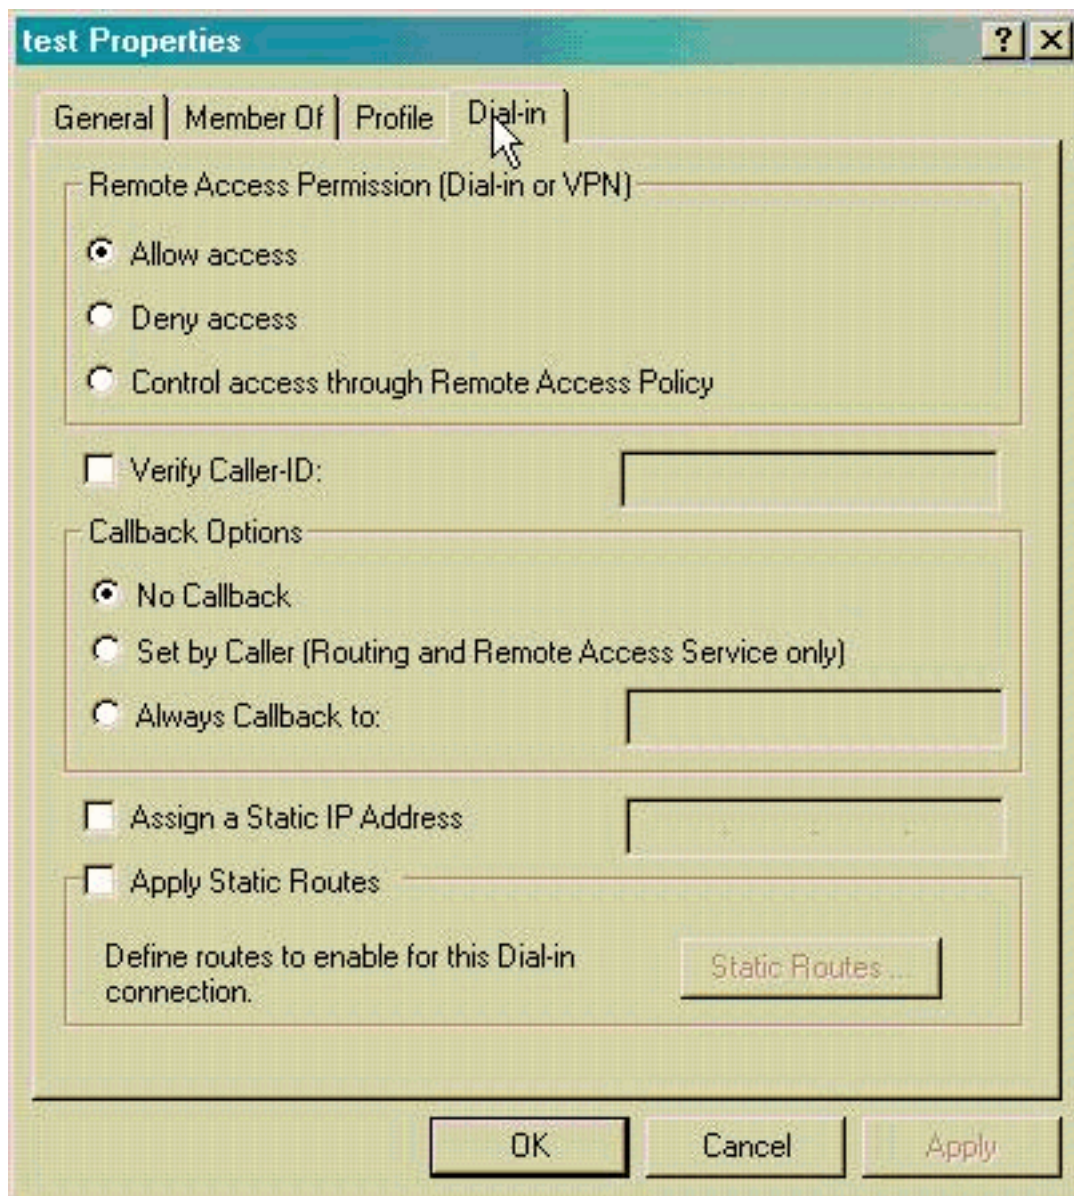 test Properties
General Member Of Profile Dial-in
Remote Access Permission (Dial-in or VPN)
Allow access
Deny access
Control access through Remote Access Policy
Verify Caller-ID:
Callback Options
No Callback
Set by Caller (Routing and Remote Access Service only)
Always Callback to:
Assign a Static IP Address
Apply Static Routes
Define routes to enable for this Dial-in
connection.
Static Routes ...
OK Cancel Apply